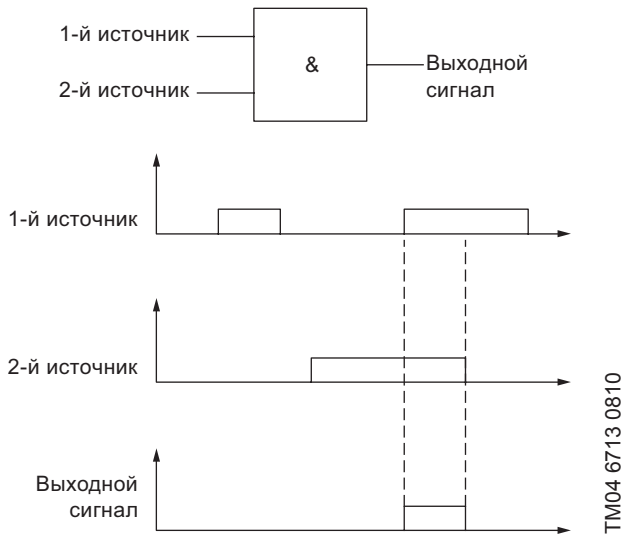 1-й источник
2-й источник
&
Выходной
сигнал
1-й источник
2-й источник
Выходной
сигнал
TM04 6713 0810